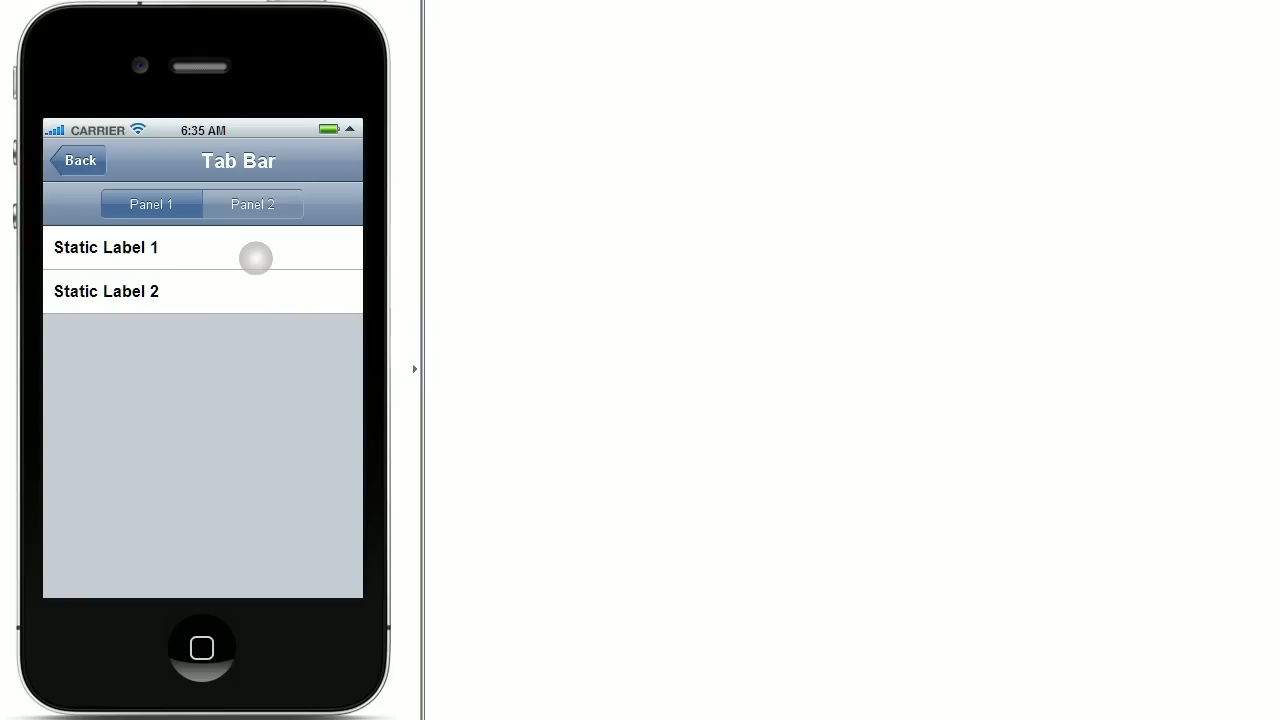 CARRIER 6:35 AM
Back Tab Bar
Panel 1 Panel 2
Static Label 1
Static Label 2